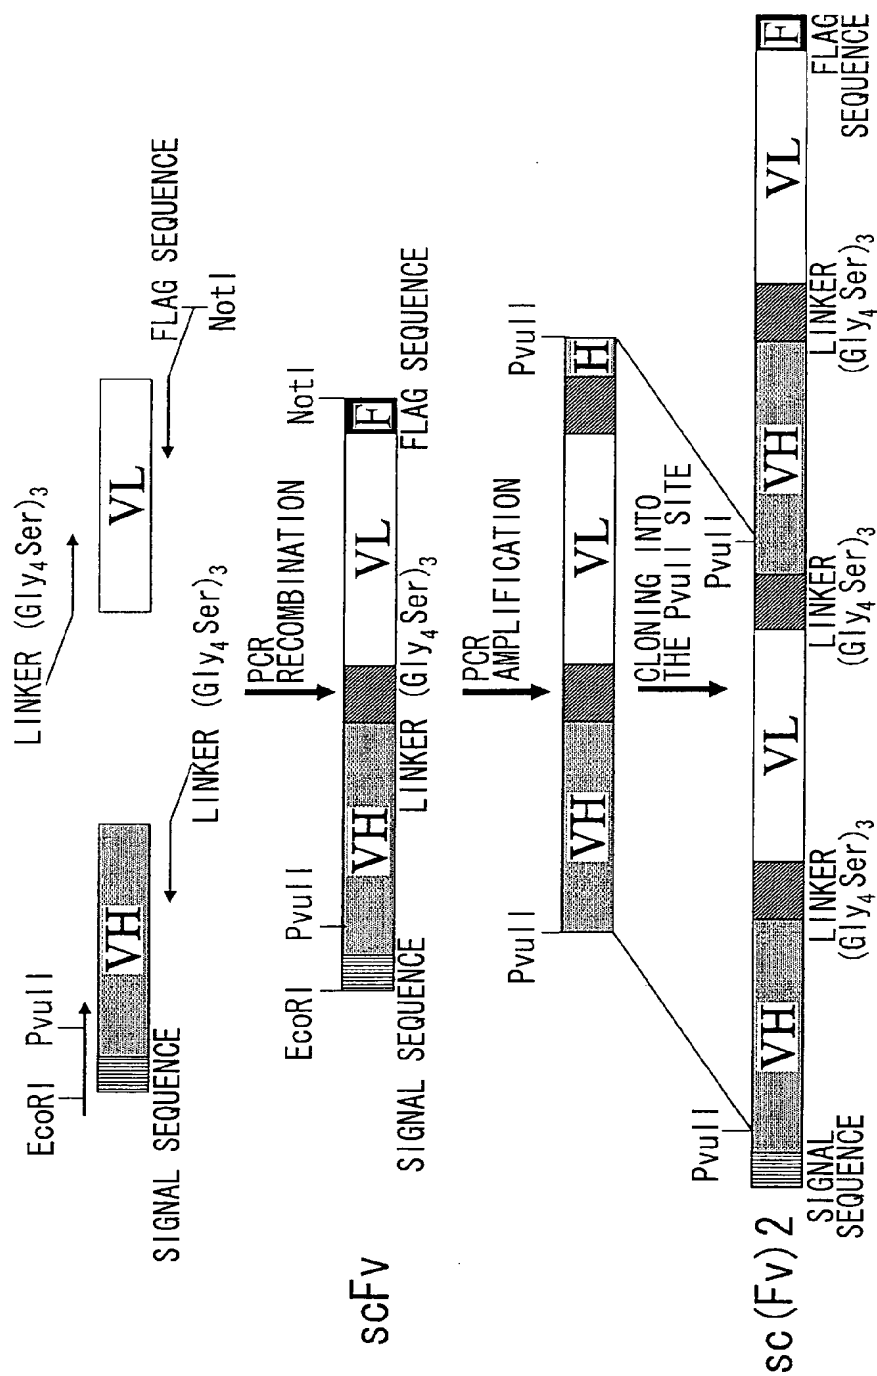 EcoRI PvuII
VH
SIGNAL SEQUENCE
LINKER (Gly4Ser)3
LINKER (Gly4Ser)3
VL
FLAG SEQUENCE
NotI
PCR
RECOMBINATION
scFv
EcoRI PvuII NotI
VH VL F
SIGNAL SEQUENCE LINKER (Gly4Ser)3 FLAG SEQUENCE
PCR
AMPLIFICATION
PvuII PvuII
VH VL H
CLONING INTO
THE PvuII SITE
sc(Fv)2
PvuII PvuII
VH VL VH VL F
SIGNAL
SEQUENCE
LINKER
(Gly4Ser)3
LINKER
(Gly4Ser)3
LINKER
(Gly4Ser)3
FLAG
SEQUENCE